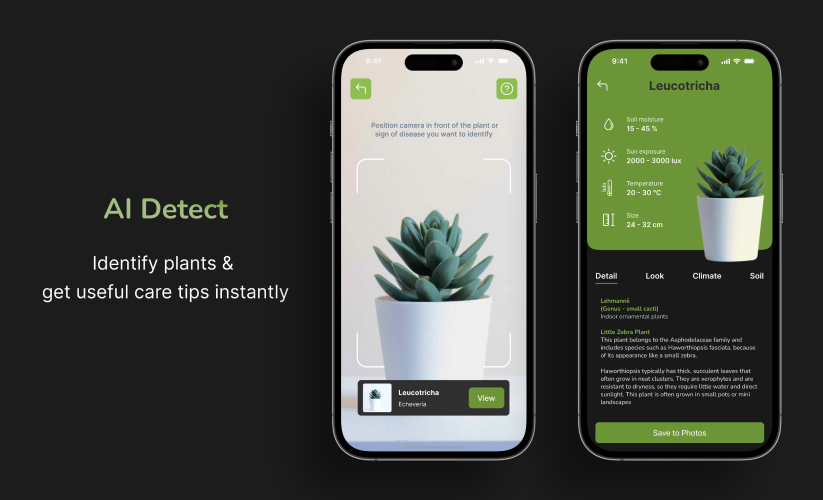 AI Detect
Identify plants &
get useful care tips instantly
9:41
Position camera in front of the plant or
sign of disease you want to identify
Leucotricha
Echeveria
View
9:41
Leucotricha
Soil moisture
15 - 45 %
Sun exposure
2000 - 3000 lux
Temperature
20 - 30 °C
Size
24 - 32 cm
Detail Look Climate Soil
Lehmannii
(Genus - small cacti)
Indoor ornamental plants
Little Zebra Plant
This plant belongs to the Asphodelaceae family and
includes species such as Haworthiopsis fasciata, because
of its appearance like a small zebra.
Haworthiopsis typically has thick, succulent leaves that
often grow in neat clusters. They are xerophytes and are
resistant to dryness, so they require little water and direct
sunlight. This plant is often grown in small pots or mini
landscapes
Save to Photos